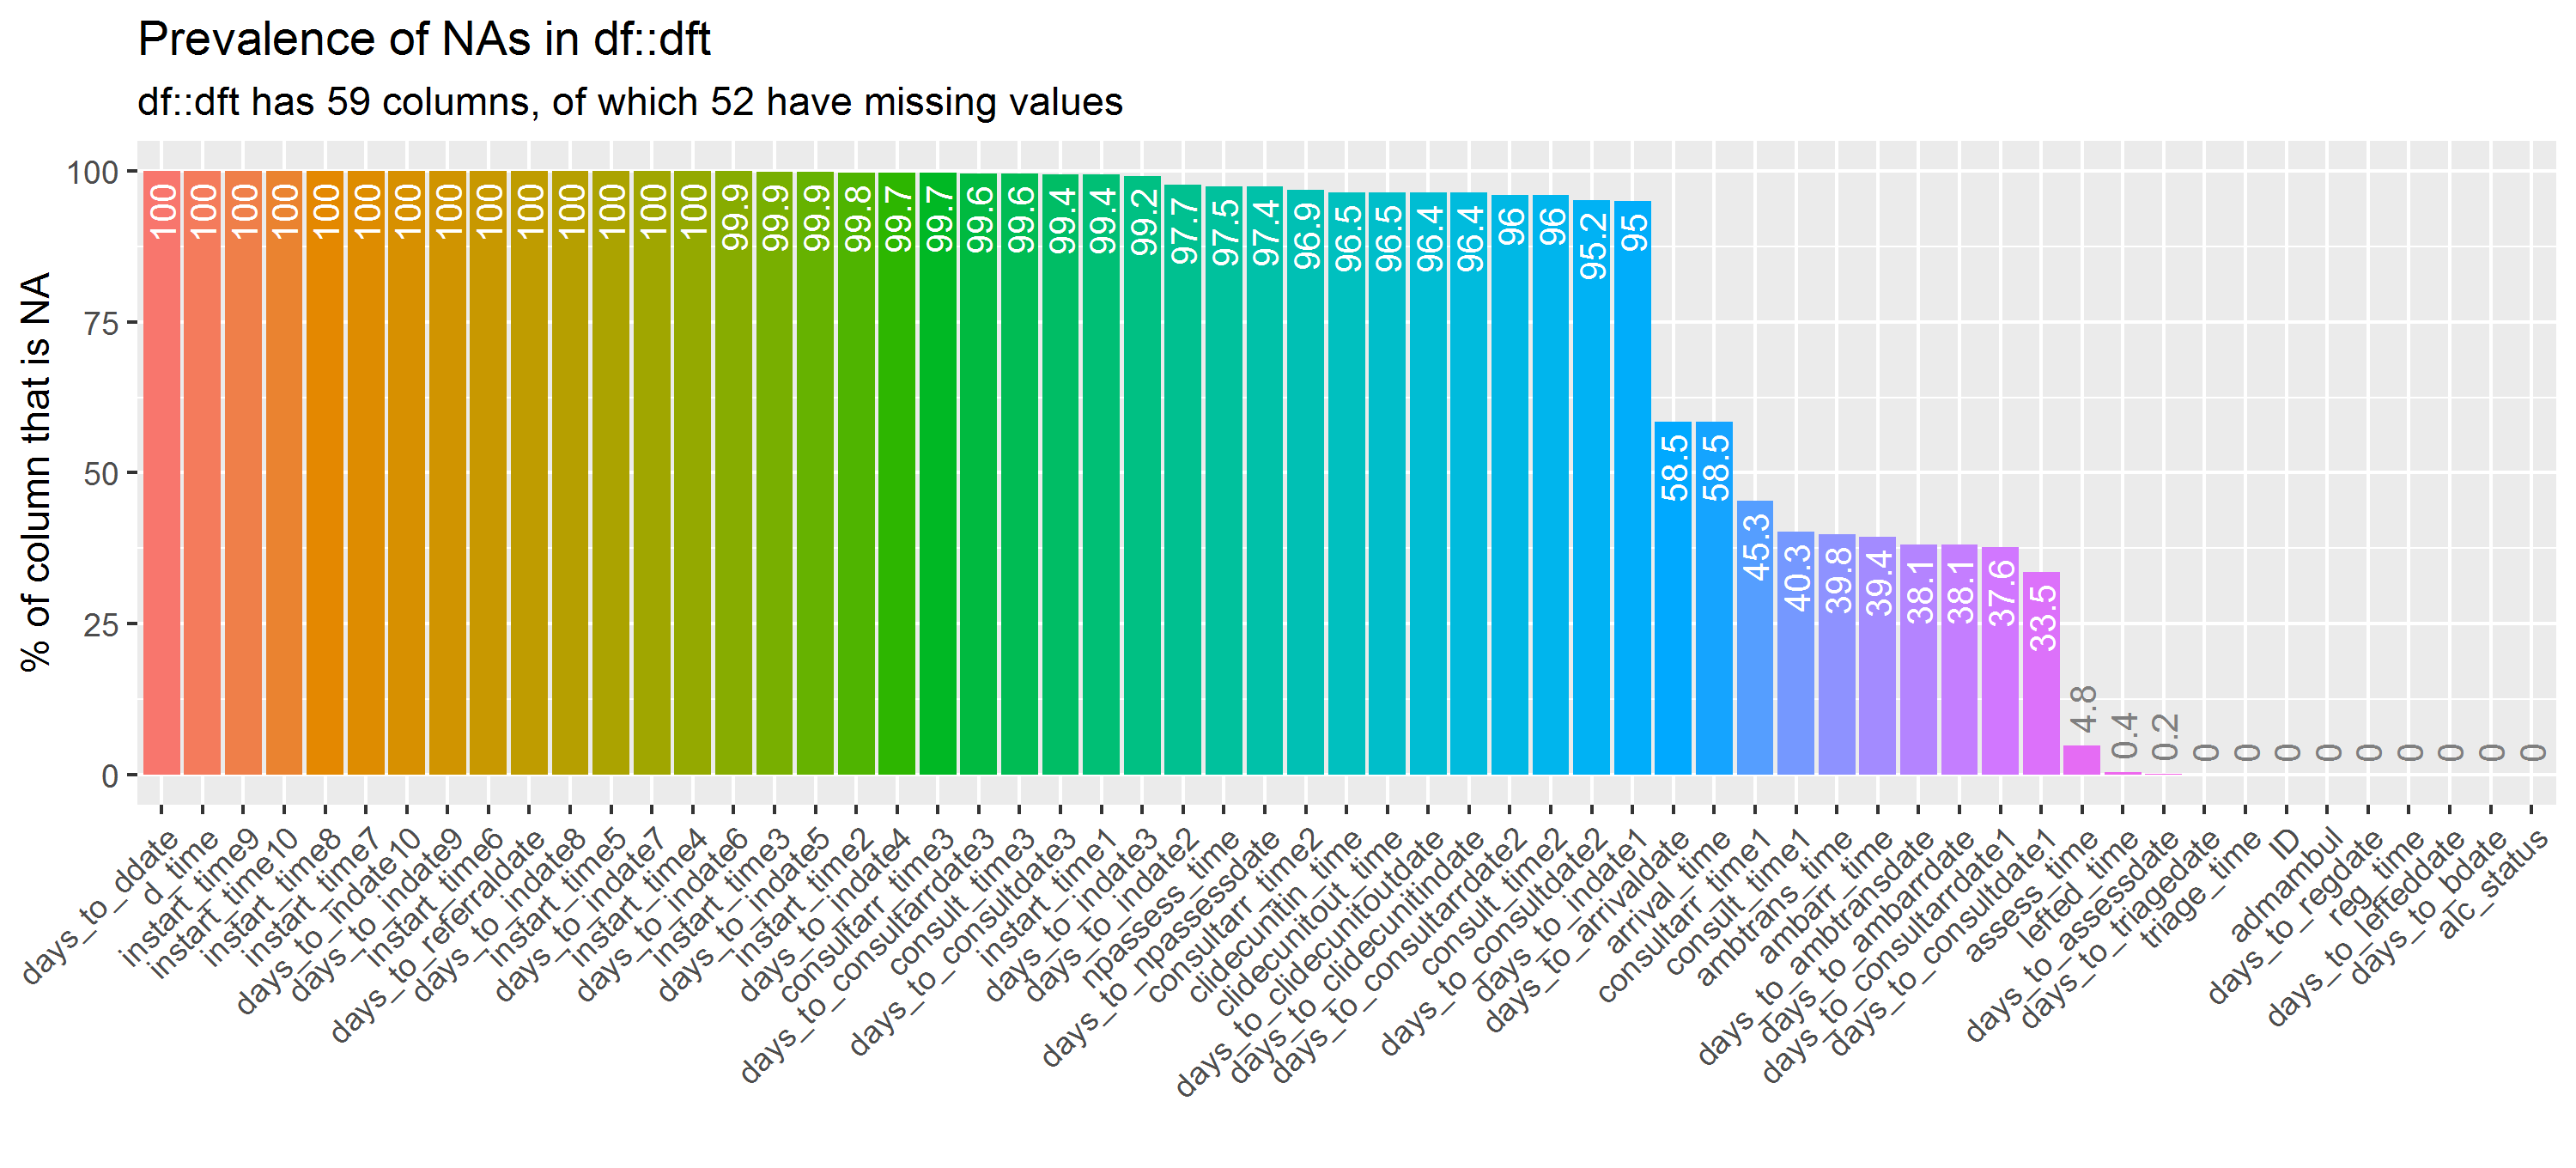 Prevalence of NAs in df::dft
df::dft has 59 columns, of which 52 have missing values
% of column that is NA
100
75
50
25
0
100
100
100
100
100
100
100
100
100
100
100
100
100
100
99.9
99.9
99.9
99.8
99.7
99.7
99.6
99.6
99.4
99.4
99.2
97.7
97.5
97.4
96.9
96.5
96.5
96.4
96.4
96
96
95.2
95
58.5
58.5
45.3
40.3
39.8
39.4
38.1
38.1
37.6
33.5
4.8
0.4
0.2
0
0
0
0
0
0
0
0
0
days_to_ddate
d_time
instart_time9
instart_time10
instart_time8
instart_time7
days_to_indate10
days_to_indate9
instart_time6
days_to_referraldate
days_to_indate8
instart_time5
days_to_indate7
instart_time4
days_to_indate6
instart_time3
days_to_indate5
instart_time2
days_to_indate4
consultarr_time3
days_to_consultarrdate3
consult_time3
days_to_consultdate3
instart_time1
days_to_indate3
days_to_indate2
npassess_time
days_to_npassessdate
consultarr_time2
clidecunitin_time
clidecunitout_time
days_to_clidecunitoutdate
days_to_clidecunitindate
days_to_consultarrdate2
consult_time2
days_to_consultdate2
days_to_indate1
days_to_arrivaldate
arrival_time
consultarr_time1
consult_time1
ambtrans_time
ambarr_time
days_to_ambtransdate
days_to_ambarrdate
days_to_consultarrdate1
days_to_consultdate1
assess_time
lefted_time
days_to_assessdate
days_to_triagedate
triage_time
ID
admambul
days_to_regdate
reg_time
days_to_lefteddate
days_to_bdate
alc_status